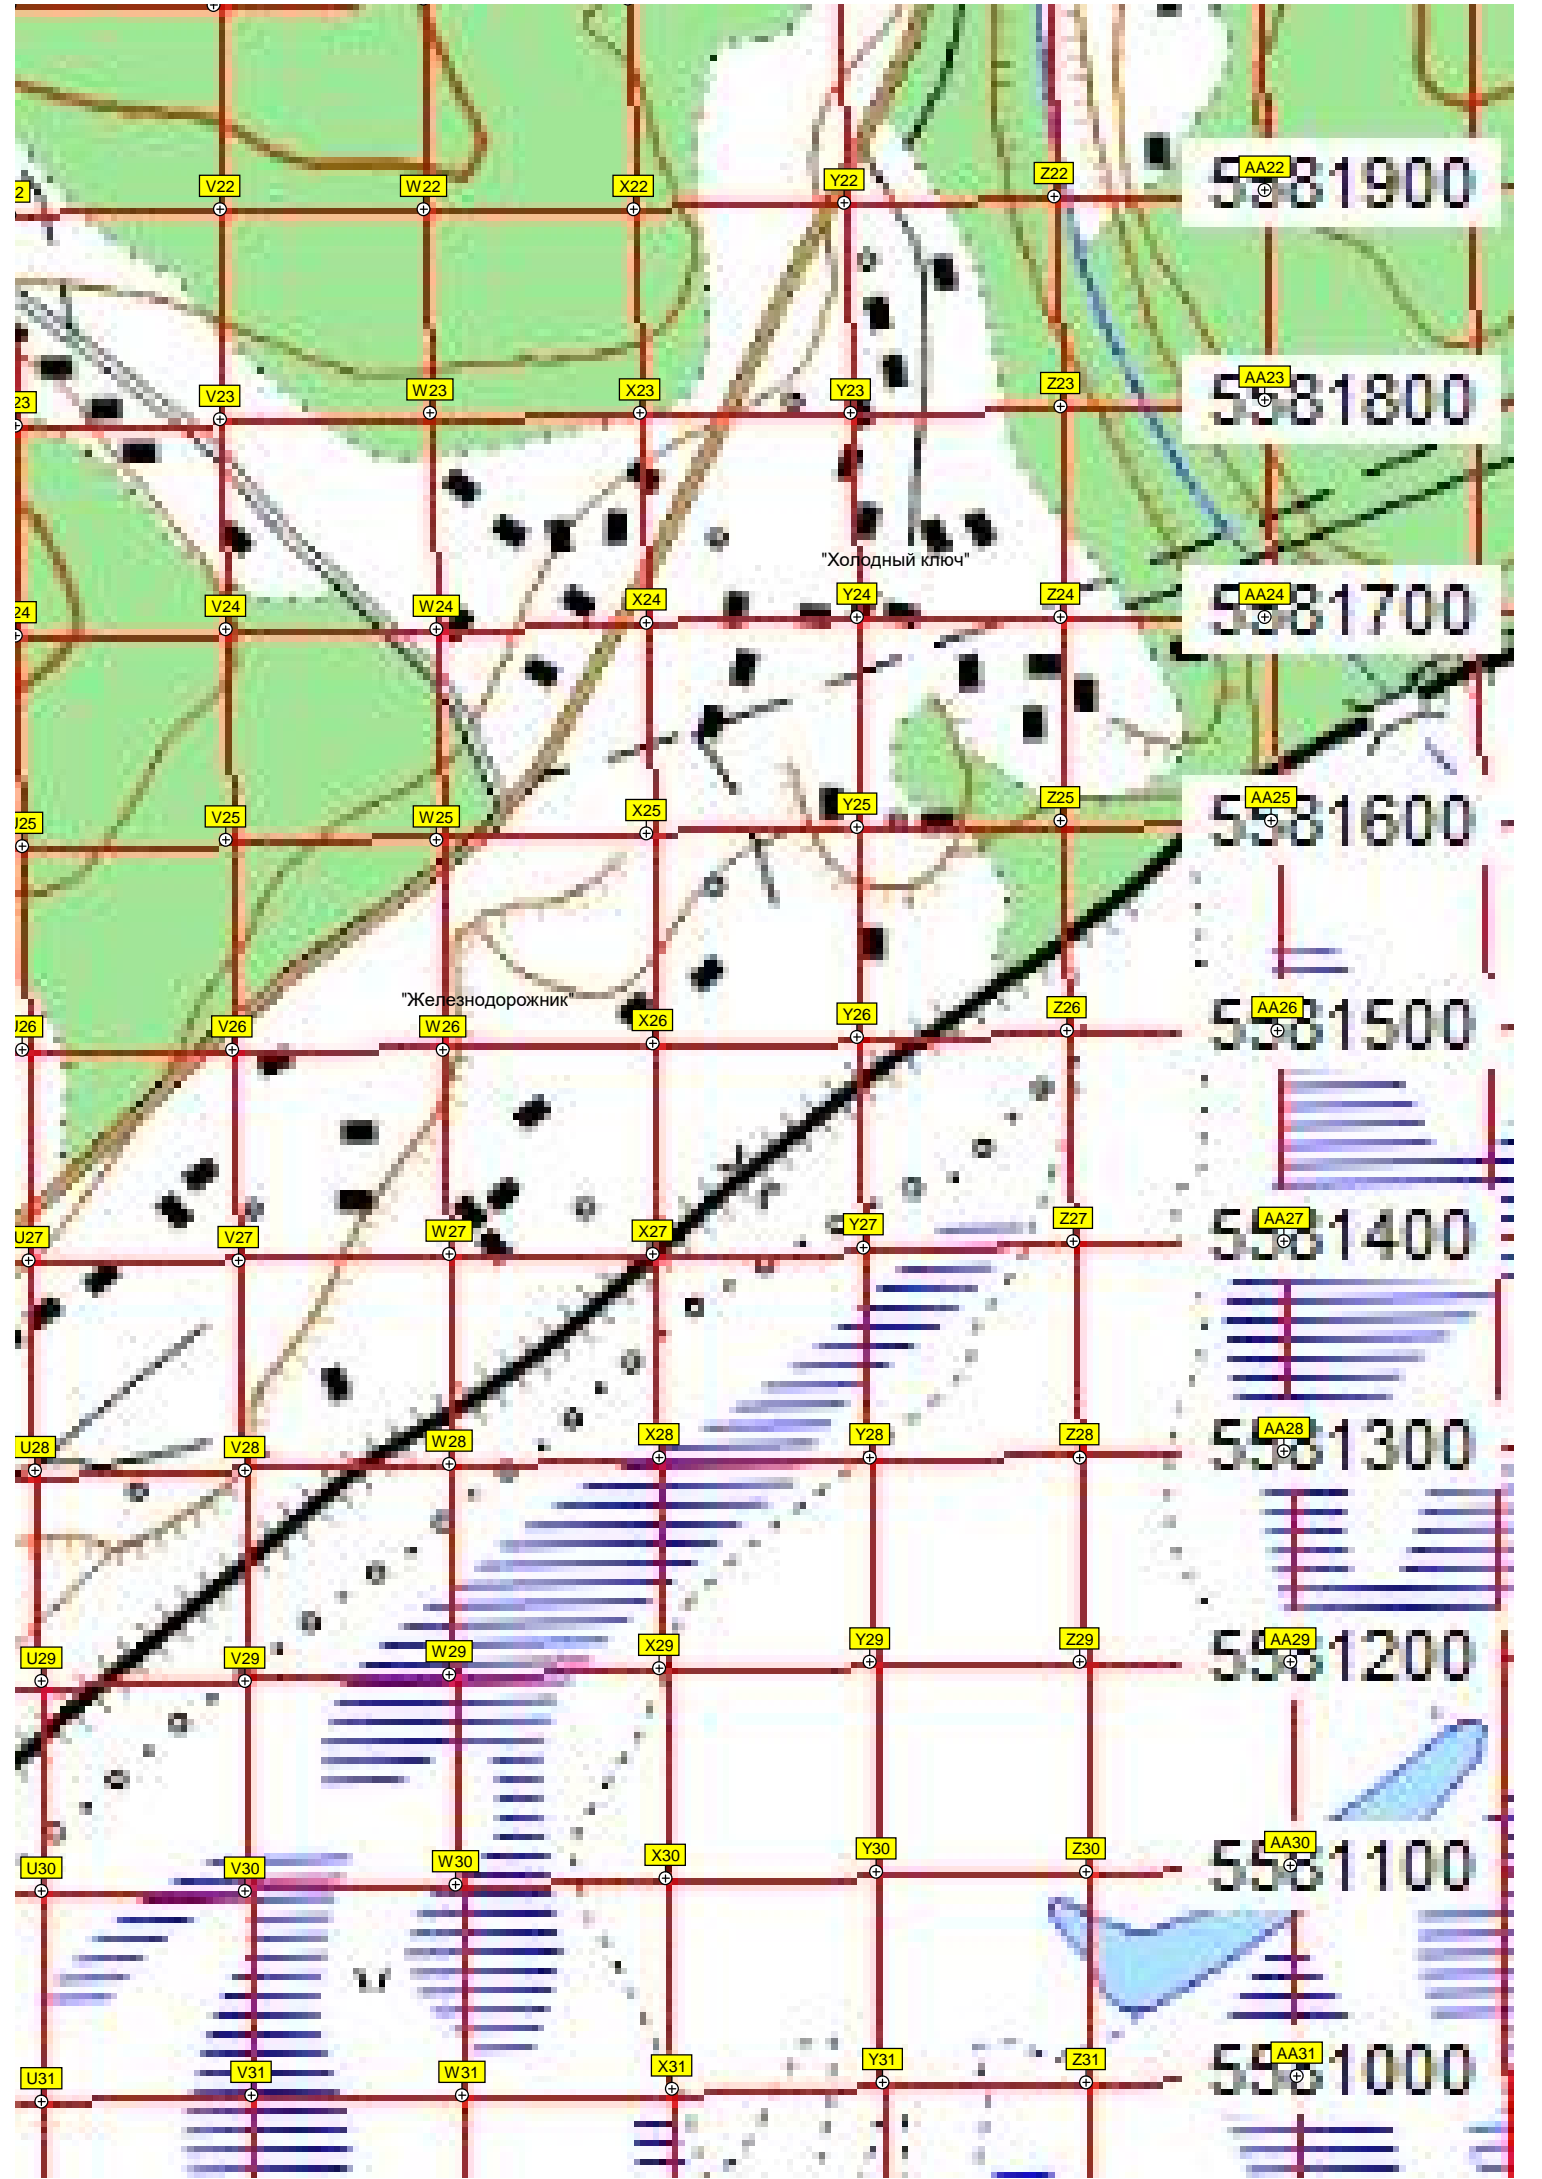 V22 W22 X22 Y22 Z22 AA22
5581900
V23 W23 X23 Y23 Z23 AA23
5581800
"Холодный ключ"
V24 W24 X24 Y24 Z24 AA24
5581700
U25 V25 W25 X25 Y25 Z25 AA25
5581600
"Железнодорожник"
U26 V26 W26 X26 Y26 Z26 AA26
5581500
U27 V27 W27 X27 Y27 Z27 AA27
5581400
U28 V28 W28 X28 Y28 Z28 AA28
5581300
U29 V29 W29 X29 Y29 Z29 AA29
5581200
U30 V30 W30 X30 Y30 Z30 AA30
5581100
U31 V31 W31 X31 Y31 Z31 AA31
5581000